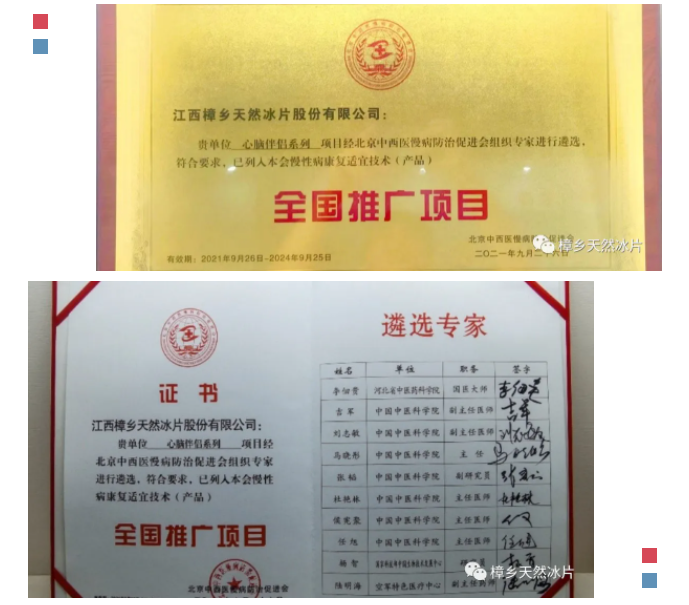 江西樟乡天然冰片股份有限公司：
贵单位 心脑伴侣系列 项目经北京中西医慢病防治促进会组织专家进行遴选，
符合要求，已列入本会慢性病康复适宜技术（产品）
全国推广项目
北京中西医慢病防 促进会
有效期：2021年9月26日-2024年9月25日
二〇二一年九月二十六日
樟乡天然冰片
证书
江西樟乡天然冰片股份有限公司：
贵单位 心脑伴侣系列 项目经
北京中西医慢病防治促进会组织专家
进行遴选，符合要求，已列入本会慢性
病康复适宜技术（产品）
全国推广项目
北京中西医慢病防治促进会
遴选专家
姓名 单位 职务 签字
李佃贵 河北省中医药科学院 国医大师
吉军 中国中医科学院 副主任医师
刘志敏 中国中医科学院 副主任医师
马晓彤 中国中医科学院 主任
张 中国中医科学院 副研究员
杜艳林 中国中医科学院 主任医师
侯宪聚 中国中医科学院 主任医师
任旭 中国中医科学院 主任医师
杨智
陆明海 空军特色医疗中心 副主任医师
樟乡天然冰片